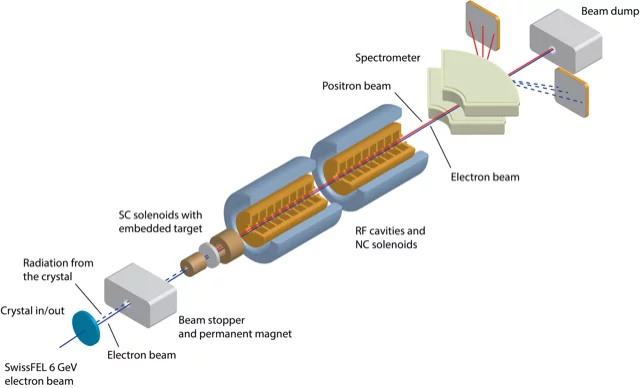 Beam dump
Spectrometer
Positron beam
Electron beam
SC solenoids with
embedded target
RF cavities and
NC solenoids
Radiation from
the crystal
Crystal in/out
Beam stopper
and permanent magnet
Electron beam
SwissFEL 6 GeV
electron beam